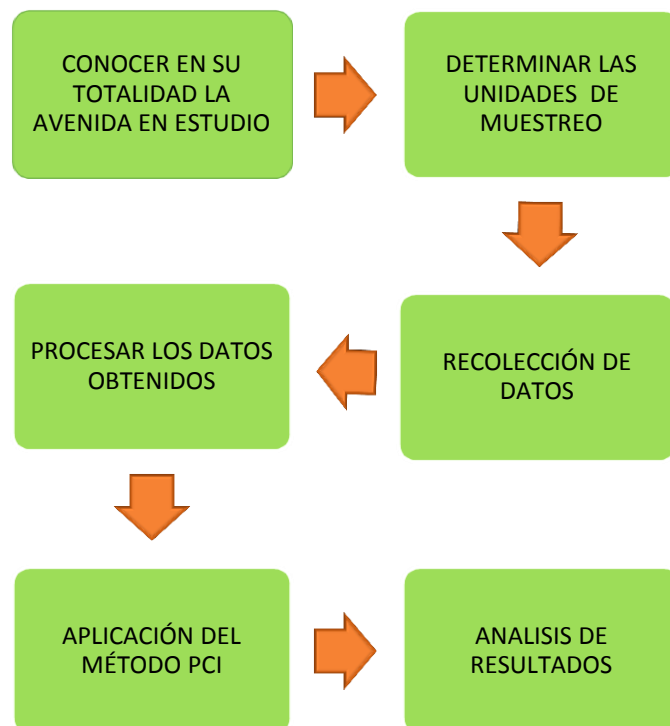 CONOCER EN SU
TOTALIDAD LA
AVENIDA EN ESTUDIO
DETERMINAR LAS
UNIDADES DE
MUESTREO
RECOLECCIÓN DE
DATOS
PROCESAR LOS DATOS
OBTENIDOS
APLICACIÓN DEL
MÉTODO PCI
ANALISIS DE
RESULTADOS